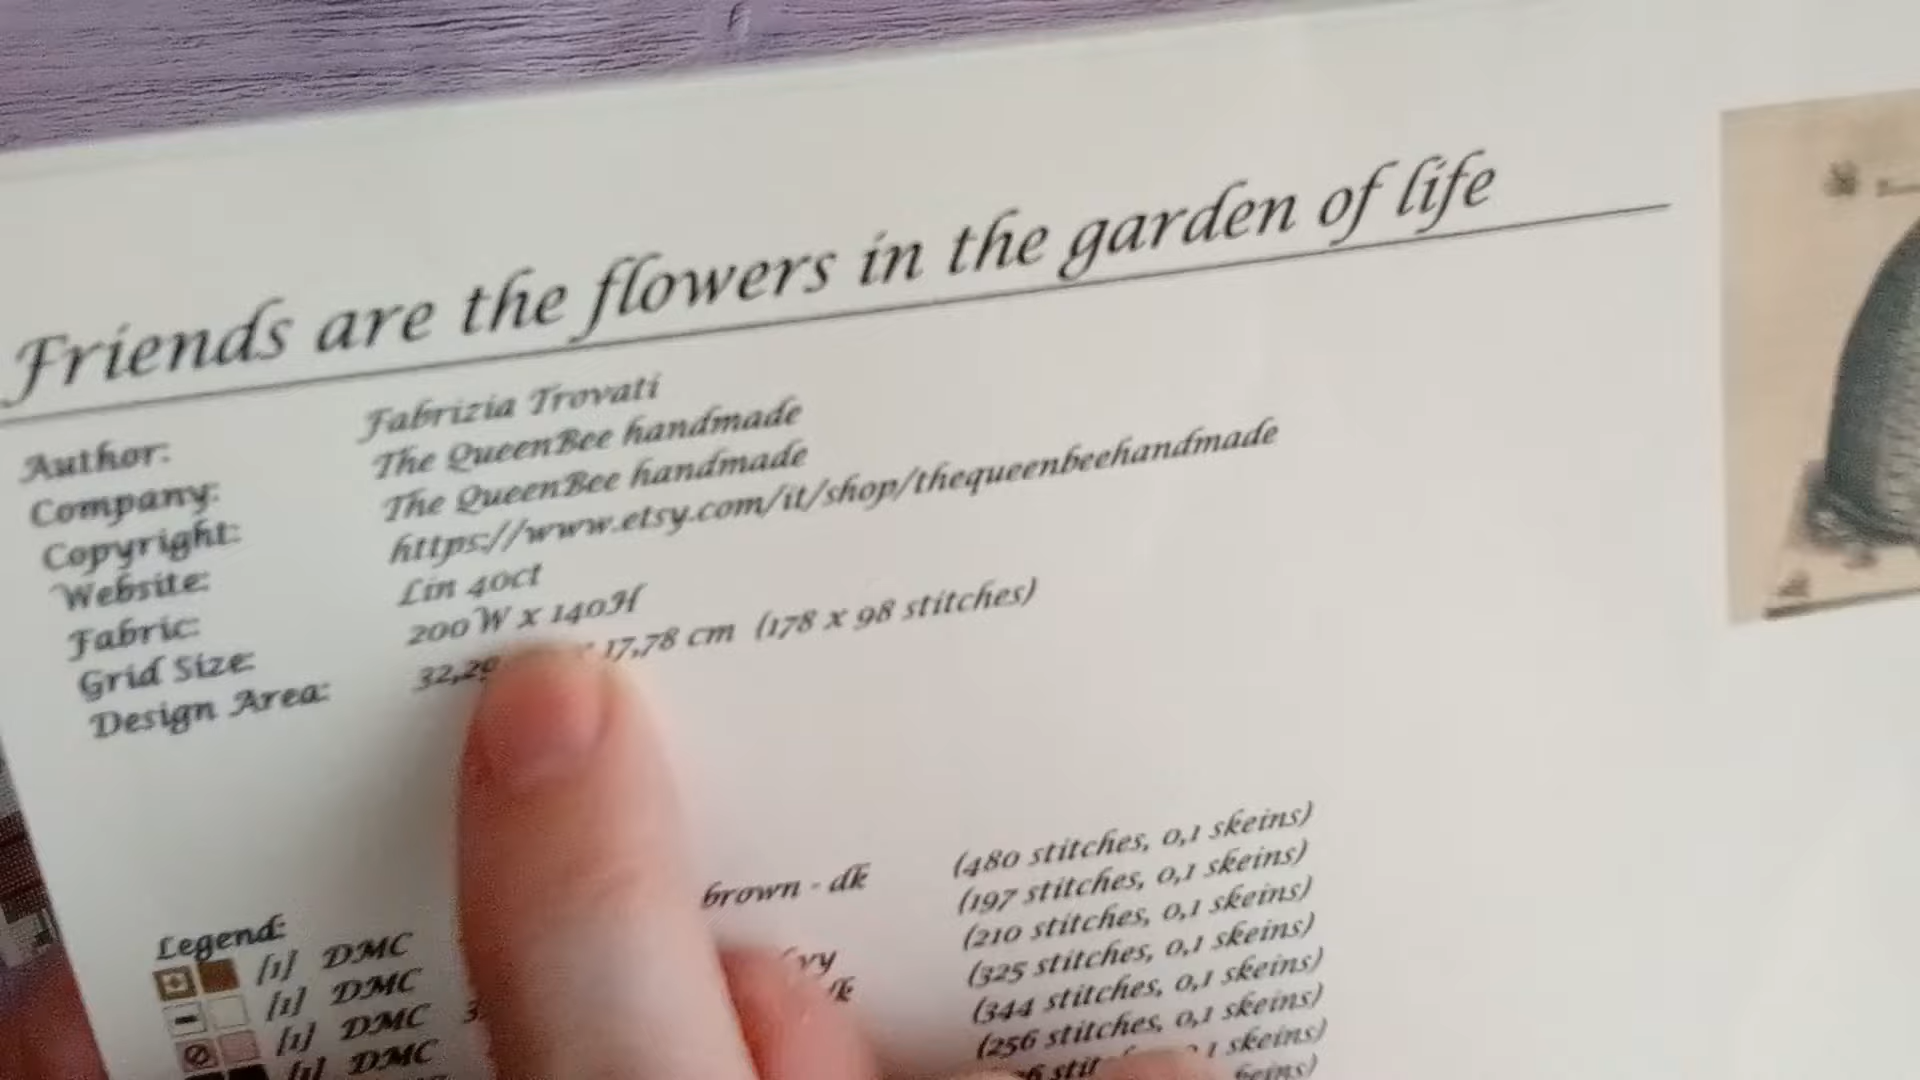 Friends are the flowers in the garden of life
Author: Fabrizia Trovati
Company: The QueenBee handmade
Copyright: The QueenBee handmade
Website: https://www.etsy.com/it/shop/thequeenbeehandmade
Fabric: Lin 40ct
Grid Size: 200W x 140H
Design Area: 32,29 17,78 cm (178 x 98 stitches)
Legend:
[1] DMC brown - dk (480 stitches, 0,1 skeins)
[1] DMC (197 stitches, 0,1 skeins)
[1] DMC (210 stitches, 0,1 skeins)
[1] DMC (325 stitches, 0,1 skeins)
(344 stitches, 0,1 skeins)
(256 stitches, 0,1 skeins)
skeins)